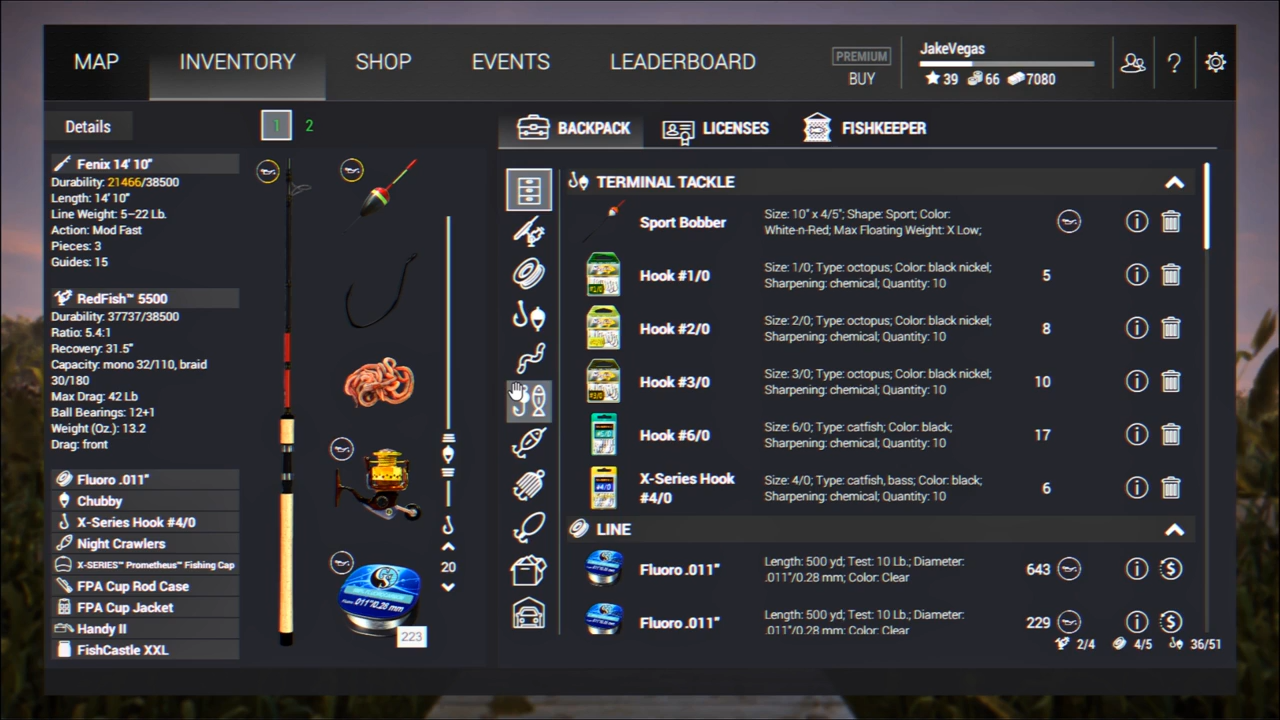 MAP
INVENTORY
SHOP
EVENTS
LEADERBOARD
PREMIUM
BUY
JakeVegas
39 66 7080
?
Details
1 2
BACKPACK
LICENSES
FISHKEEPER
Fenix 14' 10"
Durability: 21466/38500
Length: 14' 10"
Line Weight: 5-22 Lb.
Action: Mod Fast
Pieces: 3
Guides: 15
RedFish™ 5500
Durability: 37737/38500
Ratio: 5.4:1
Recovery: 31.5"
Capacity: mono 32/110, braid
30/180
Max Drag: 42 Lb
Ball Bearings: 12+1
Weight (Oz.): 13.2
Drag: front
Fluoro .011"
Chubby
X-Series Hook #4/0
Night Crawlers
X-SERIES™ Prometheus™ Fishing Cap
FPA Cup Rod Case
FPA Cup Jacket
Handy II
FishCastle XXL
20
.011"/0.28 mm
223
TERMINAL TACKLE
Sport Bobber
Size: 10" x 4/5"; Shape: Sport; Color:
White-n-Red; Max Floating Weight: X Low;
Hook #1/0
Size: 1/0; Type: octopus; Color: black nickel;
Sharpening: chemical; Quantity: 10
5
Hook #2/0
Size: 2/0; Type: octopus; Color: black nickel;
Sharpening: chemical; Quantity: 10
8
Hook #3/0
Size: 3/0; Type: octopus; Color: black nickel;
Sharpening: chemical; Quantity: 10
10
Hook #6/0
Size: 6/0; Type: catfish; Color: black;
Sharpening: chemical; Quantity: 10
17
X-Series Hook
#4/0
Size: 4/0; Type: catfish, bass; Color: black;
Sharpening: chemical; Quantity: 10
6
LINE
Fluoro .011"
Length: 500 yd; Test: 10 Lb.; Diameter:
.011"/0.28 mm; Color: Clear
643
Fluoro .011"
Length: 500 yd; Test: 10 Lb.; Diameter:
.011"/0.28 mm; Color: Clear
229
2/4 4/5 36/51